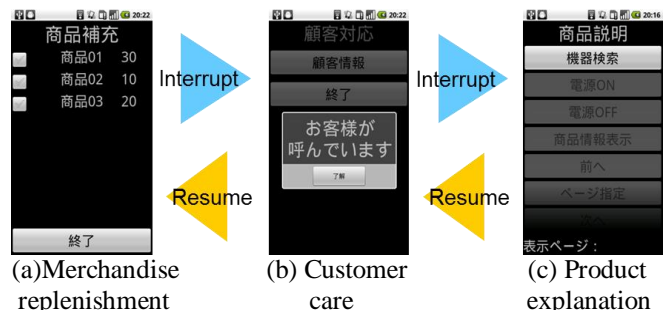 20:22
商品補充
商品01 30
商品02 10
商品03 20
終了
(a)Merchandise
replenishment
Interrupt
Resume
20:22
顧客対応
顧客情報
終了
お客様が
呼んでいます
了解
(b) Customer
care
Interrupt
Resume
20:16
商品説明
機器検索
電源ON
電源OFF
商品情報表示
前へ
ページ指定
次へ
表示ページ：
(c) Product
explanation